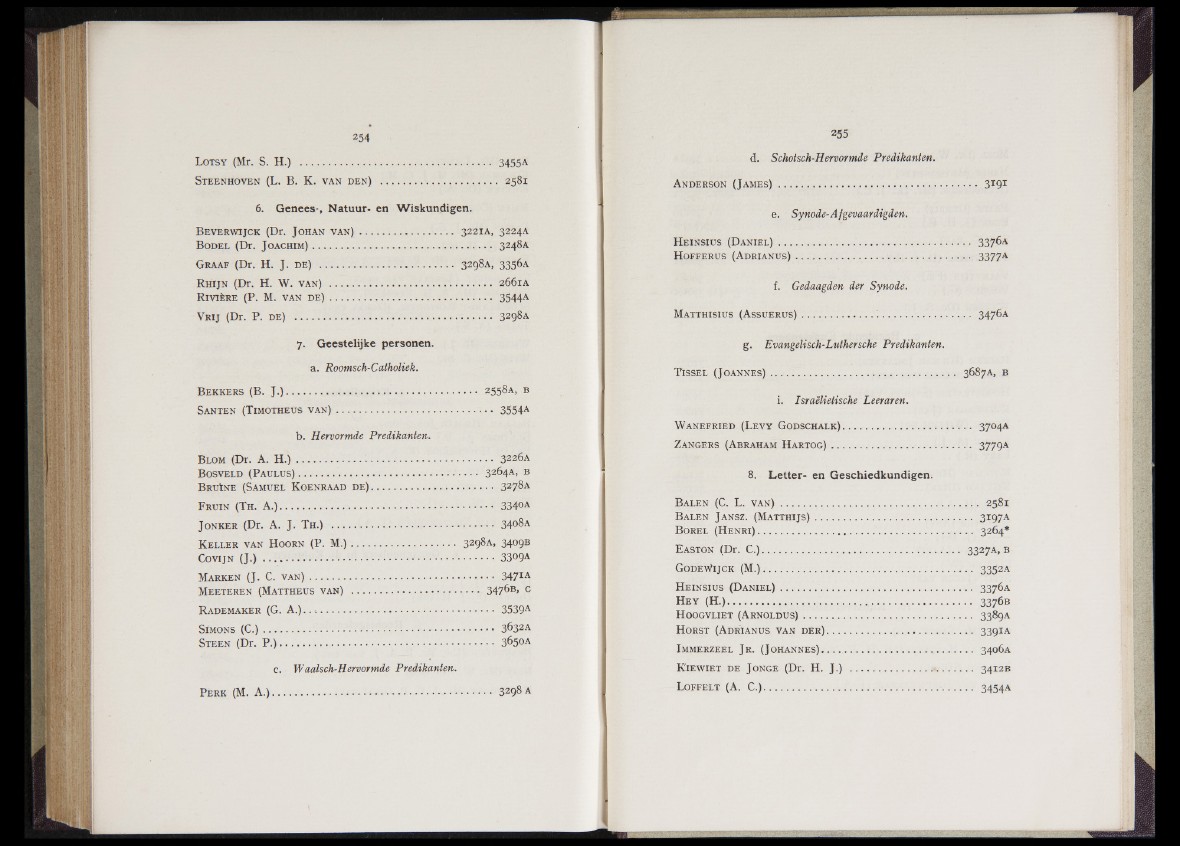 254
LOTSY (Mr. S. H.) ........ 3455A
STEENHOVEN (L. B. K. VAN DEN) ........ 2581
6. Genees-, Natuur- en Wiskundigen.
BEVERWIJCK (Dr. JOHAN VAN) ........ 3221A, 3224A
BODEL (Dr. JOACHIM) ........ 3248A
GRAAF (Dr. H. J. DE) ........ 3298A, 3356A
RHIJN (Dr. H. W. VAN) ........ 2661A
RIVIÈRE (P. M. VAN DE) ........ 3544A
VRIJ (Dr. P. DE) ........ 3298A
7. Geestelijke personen.
a. Roomsch-Catholiek.
BEKKERS (B. J.) ........ 2558A, B
SANTEN (TIMOTHEUS VAN) ........ 3554A
b. Hervormde Predikanten.
BLOM (Dr. A. H.) ........ 3226A
BOSVELD (PAULUS) ........ 3264A, B
BRUÏNE (SAMUEL KOENRAAD DE) ........ 3278A
FRUIN (TH. A.) ........ 3340A
JONKER (Dr. A. J. TH.) ........ 3408A
KELLER VAN HOORN (P. M.) ........ 3298A, 3409B
COVIJN (J.) ........ 3309A
MARKEN (J. C. VAN) ........ 3471A
MEETEREN (MATTHEUS VAN) ........ 3476B, C
RADEMAKER (G. A.) ........ 3539A
SIMONS (C.) ........ 3632A
STEEN (Dr. P.) ........ 3650A
c. Waalsch-Hervormde Predikanten.
PERK (M. A.) ........ 3298 A
255
d. Schotsch-Hervormde Predikanten.
ANDERSON (JAMES) ........ 3191
e. Synode-Afgevaardigden.
HEINSIUS (DANIEL) ........ 3376A
HOFFERUS (ADRIANUS) ........ 3377A
f. Gedaagden der Synode.
MATTHISIUS (ASSUERUS) ........ 3476A
g. Evangelisch-Luthersche Predikanten.
TISSEL (JOANNES) ........ 3687A, B
i. Israëlietische Leeraren.
WANEFRIED (LEVY GODSCHALK) ........ 3704A
ZANGERS (ABRAHAM HARTOG) ........ 3779A
8. Letter- en Geschiedkundigen.
BALEN (C. L. VAN) ........ 2581
BALEN JANSZ. (MATTHIJS) ........ 3197A
BOREL (HENRI) ........ 3264*
EASTON (Dr. C.) ........ 3327A, B
GODEWIJCK (M.) ........ 3352A
HEINSIUS (DANIEL) ........ 3376A
HEY (H.) ........ 3376B
HOOGVLIET (ARNOLDUS) ........ 3389A
HORST (ADRIANUS VAN DER) ........ 3391A
IMMERZEEL JR. (JOHANNES) ........ 3406A
KIEWIET DE JONGE (Dr. H. J.) ........ 3412B
LOFFELT (A. C.) ........ 3454A